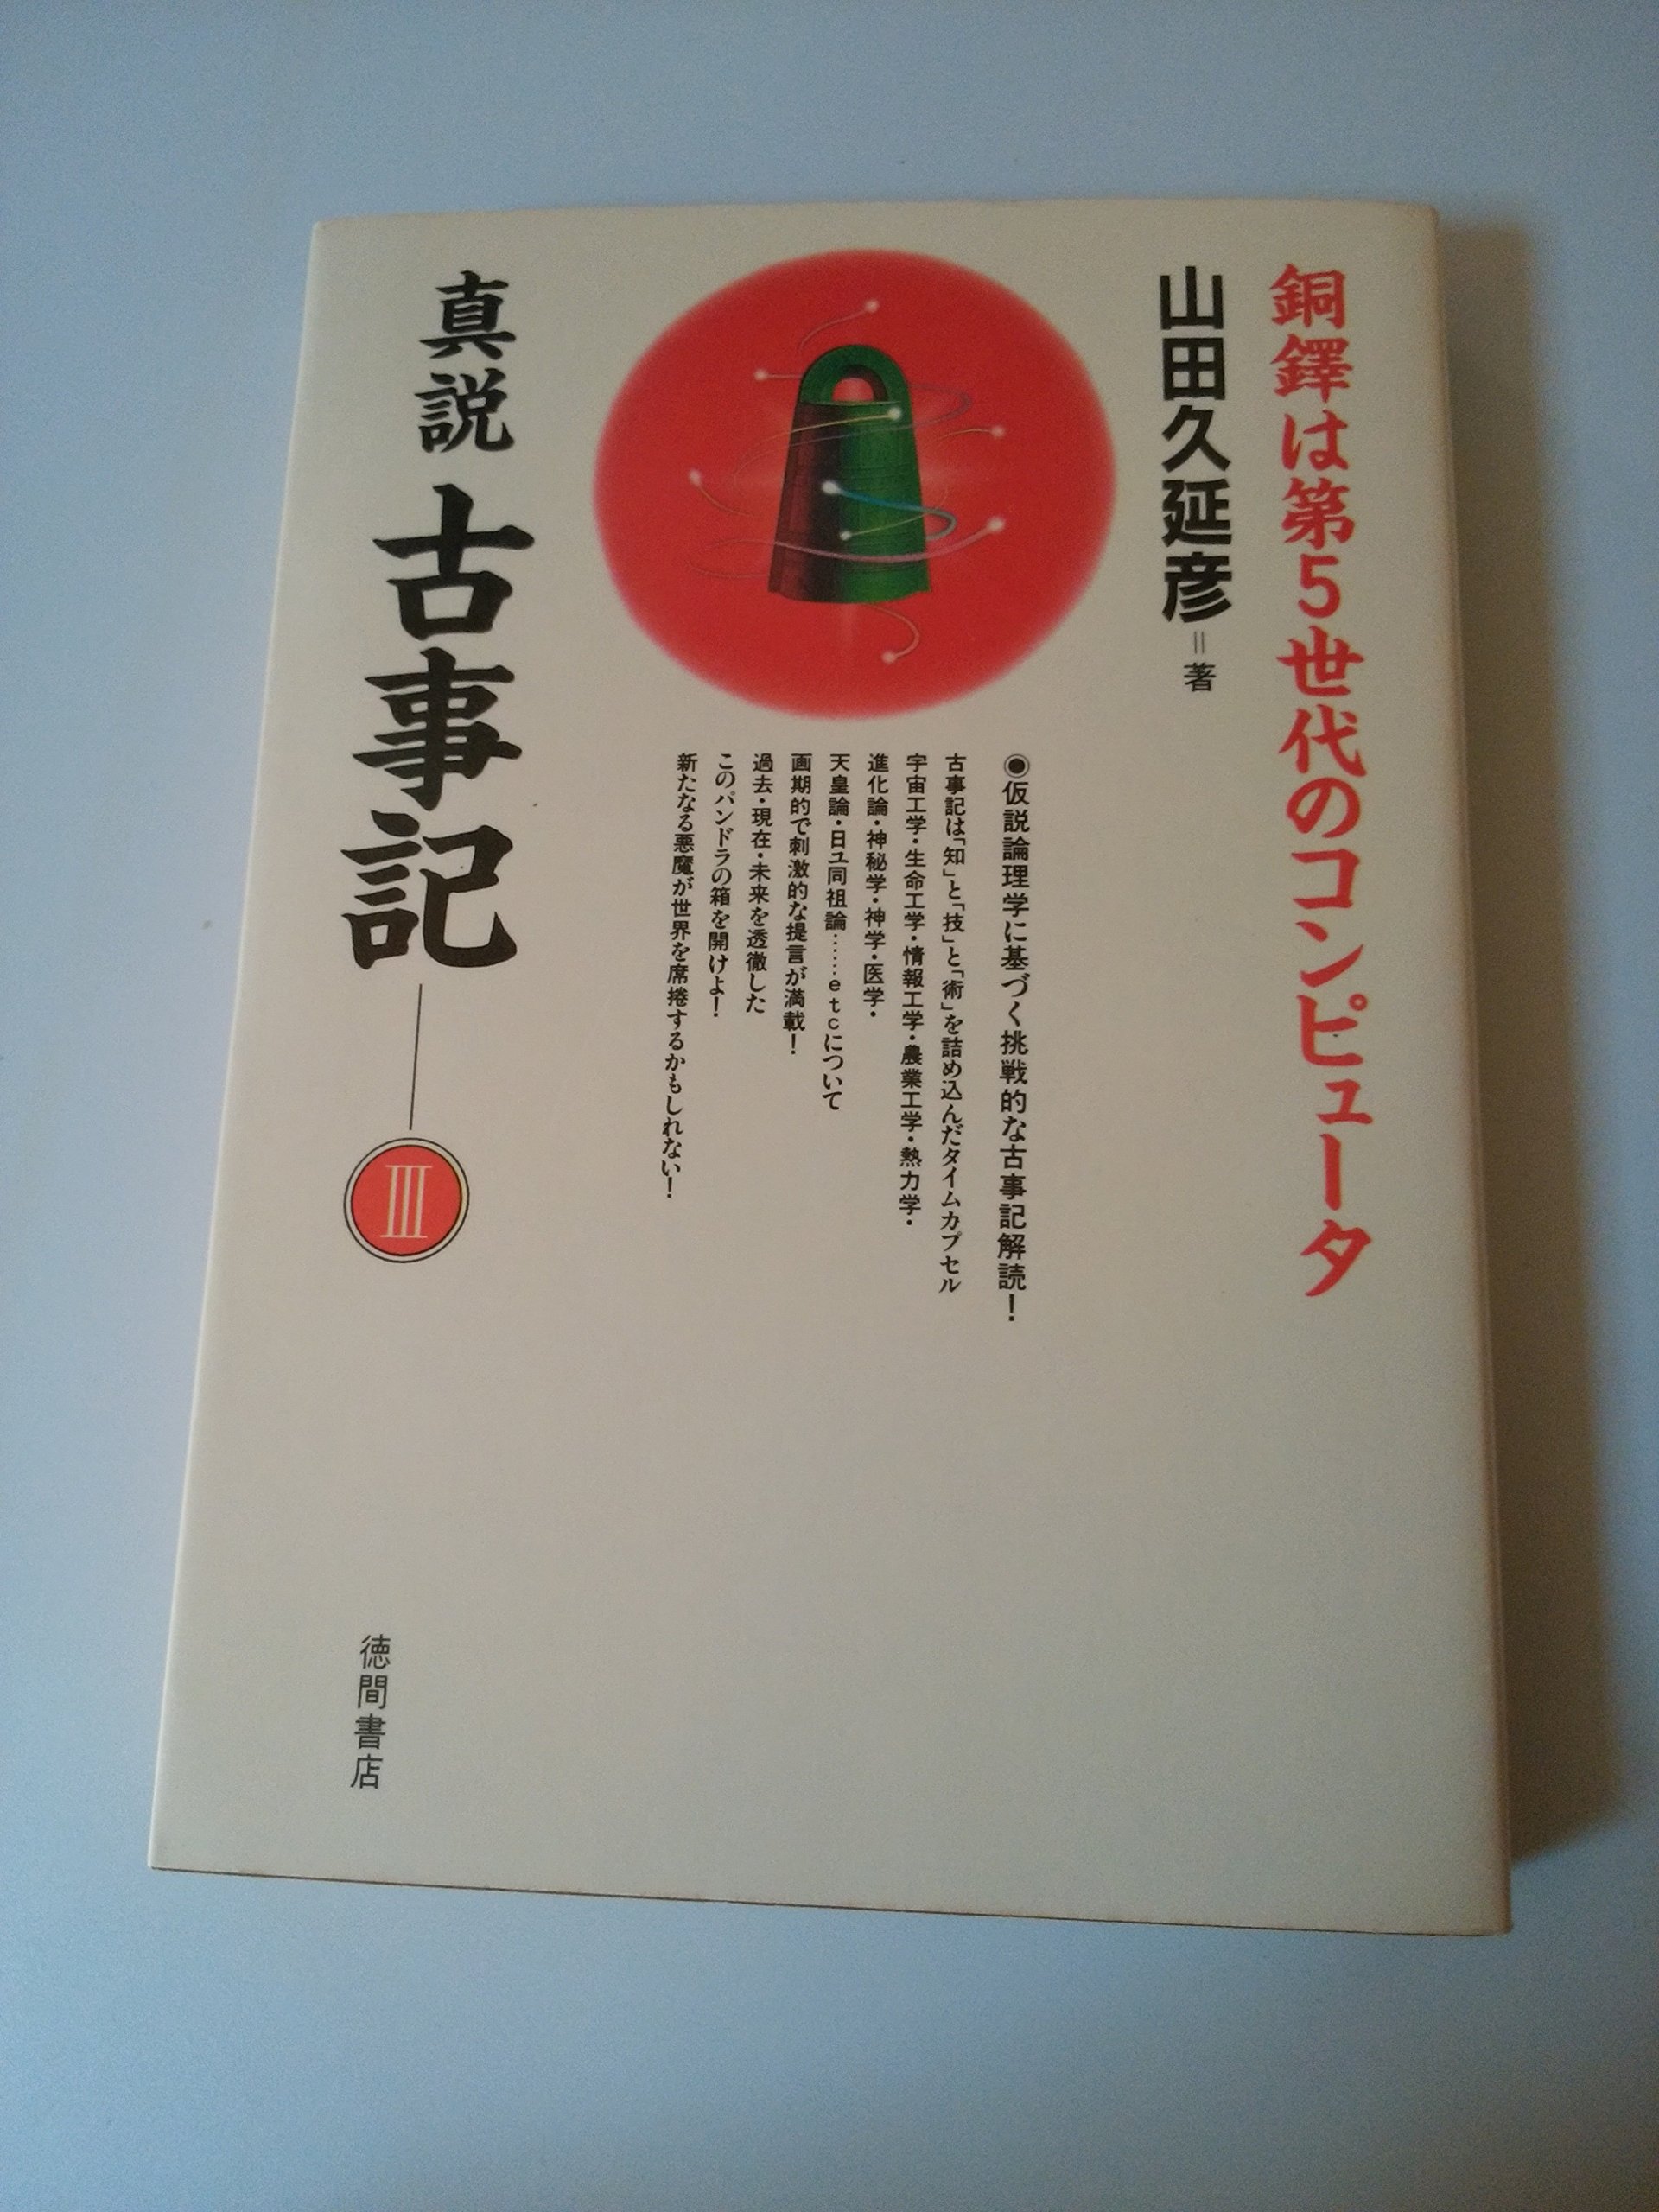 銅鐸は第5世代のコンピュータ
山田久延彦＝著
◉仮説論理学に基づく挑戦的な古事記解読！
古事記は「知」と「技」と「術」を詰め込んだタイムカプセル
宇宙工学・生命工学・情報工学・農業工学・熱力学・
進化論・神秘学・神学・医学・
天皇論・日ユ同祖論……etcについて
画期的で刺激的な提言が満載！
過去・現在・未来を透徹した
このパンドラの箱を開けよ！
新たなる悪魔が世界を席捲するかもしれない！
真説 古事記―Ⅲ
徳間書店